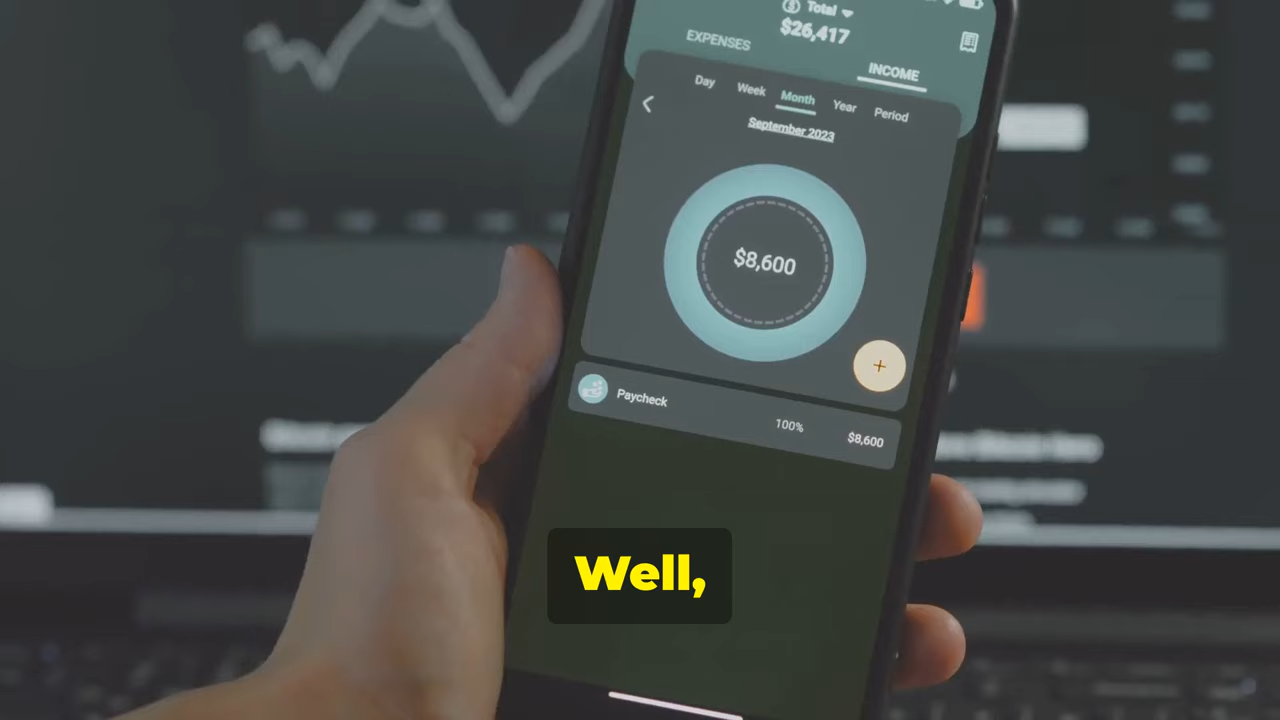 Total
$26,417
EXPENSES
INCOME
Day Week Month Year Period
September 2023
$8,600
+
Paycheck 100% $8,600
Well,